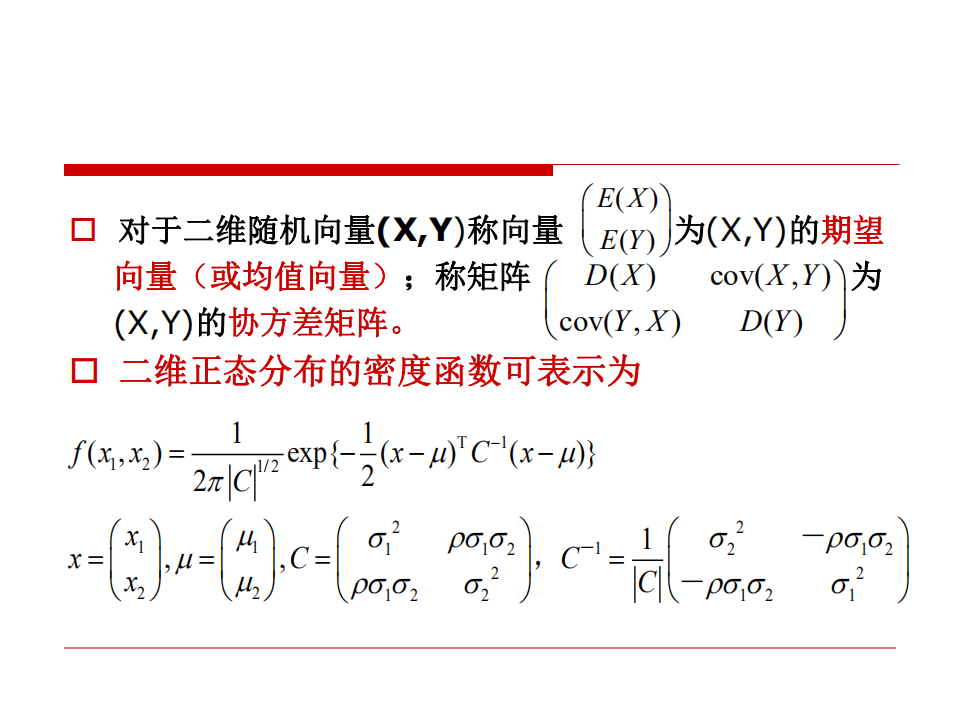 对于二维随机向量(X,Y)称向量 \begin{pmatrix} E(X) \\ E(Y) \end{pmatrix} 为(X,Y)的期望
向量（或均值向量）；称矩阵 \begin{pmatrix} D(X) & cov(X,Y) \\ cov(Y,X) & D(Y) \end{pmatrix} 为
(X,Y)的协方差矩阵。
二维正态分布的密度函数可表示为
f(x_1, x_2) = \frac{1}{2\pi |C|^{1/2}} \exp\{-\frac{1}{2}(x-\mu)^T C^{-1}(x-\mu)\}
x = \begin{pmatrix} x_1 \\ x_2 \end{pmatrix}, \mu = \begin{pmatrix} \mu_1 \\ \mu_2 \end{pmatrix}, C = \begin{pmatrix} \sigma_1^2 & \rho\sigma_1\sigma_2 \\ \rho\sigma_1\sigma_2 & \sigma_2^2 \end{pmatrix}，C^{-1} = \frac{1}{|C|} \begin{pmatrix} \sigma_2^2 & -\rho\sigma_1\sigma_2 \\ -\rho\sigma_1\sigma_2 & \sigma_1^2 \end{pmatrix}